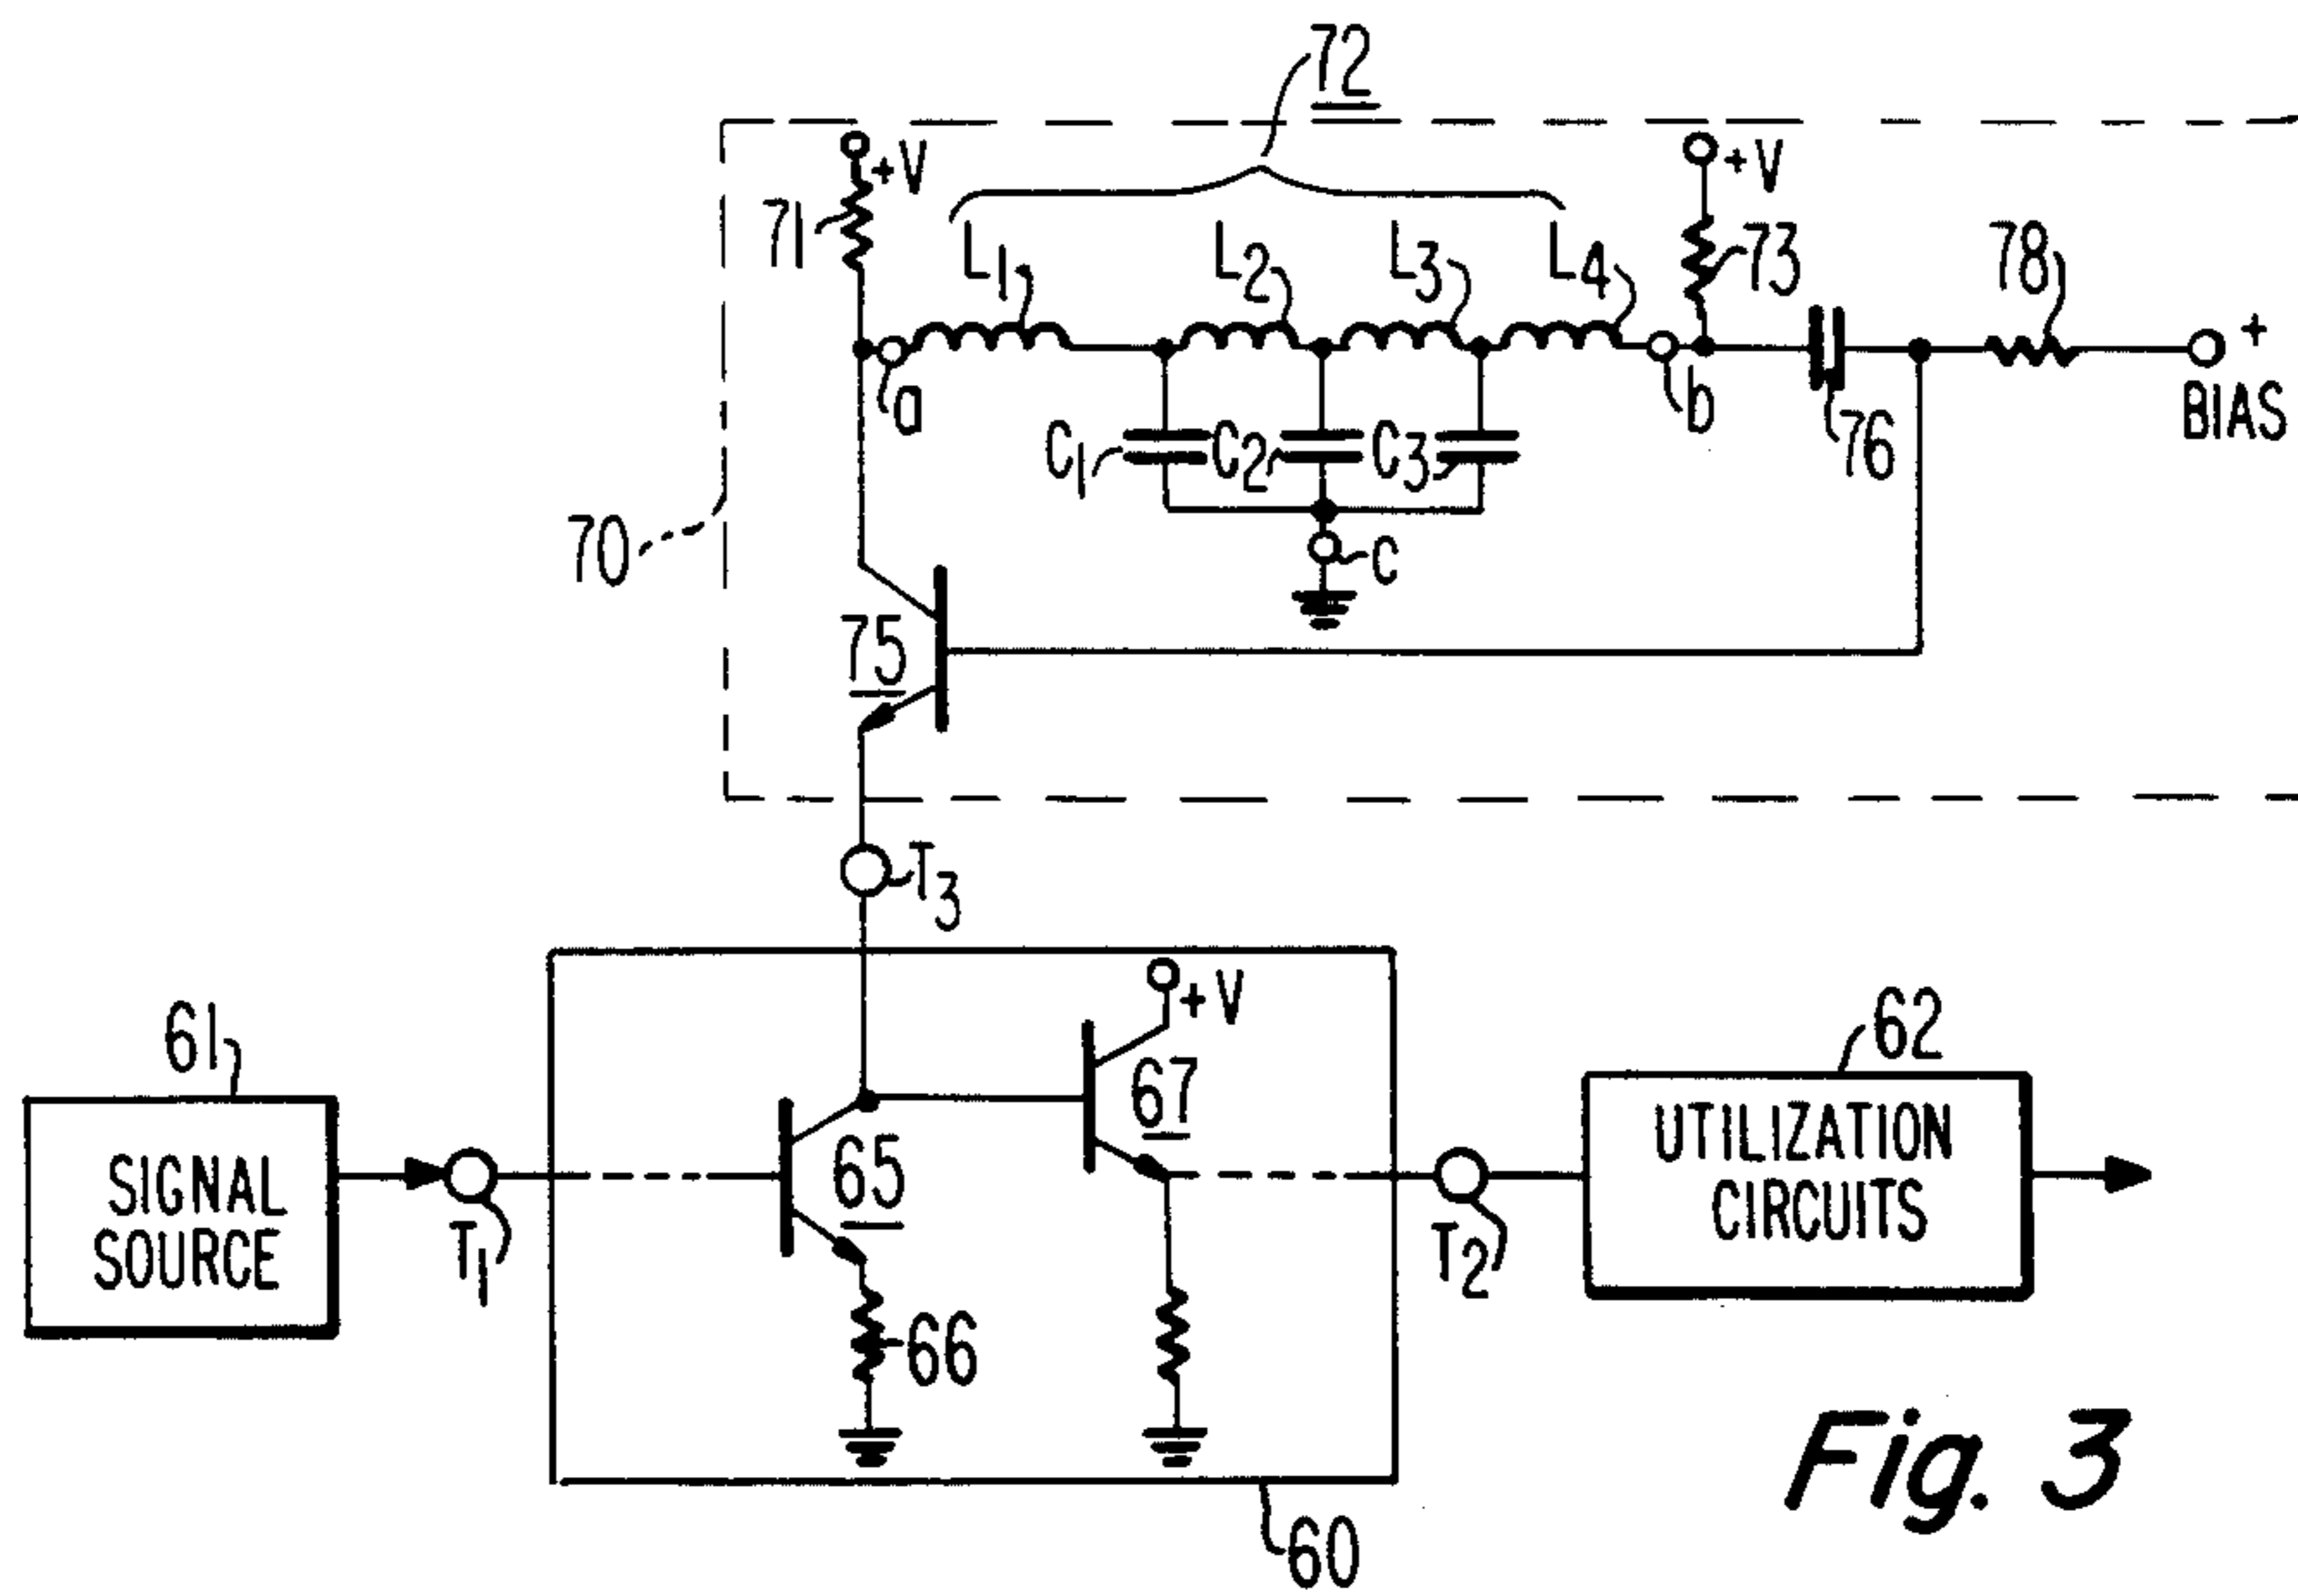 72
+V
+V
71
L1
L2
L3
L4
73
78
+
a
b
BIAS
C1
C2
C3
76
70
c
75
T3
+V
61
62
67
UTILIZATION
CIRCUITS
SIGNAL
SOURCE
65
T1
T2
66
Fig. 3
60